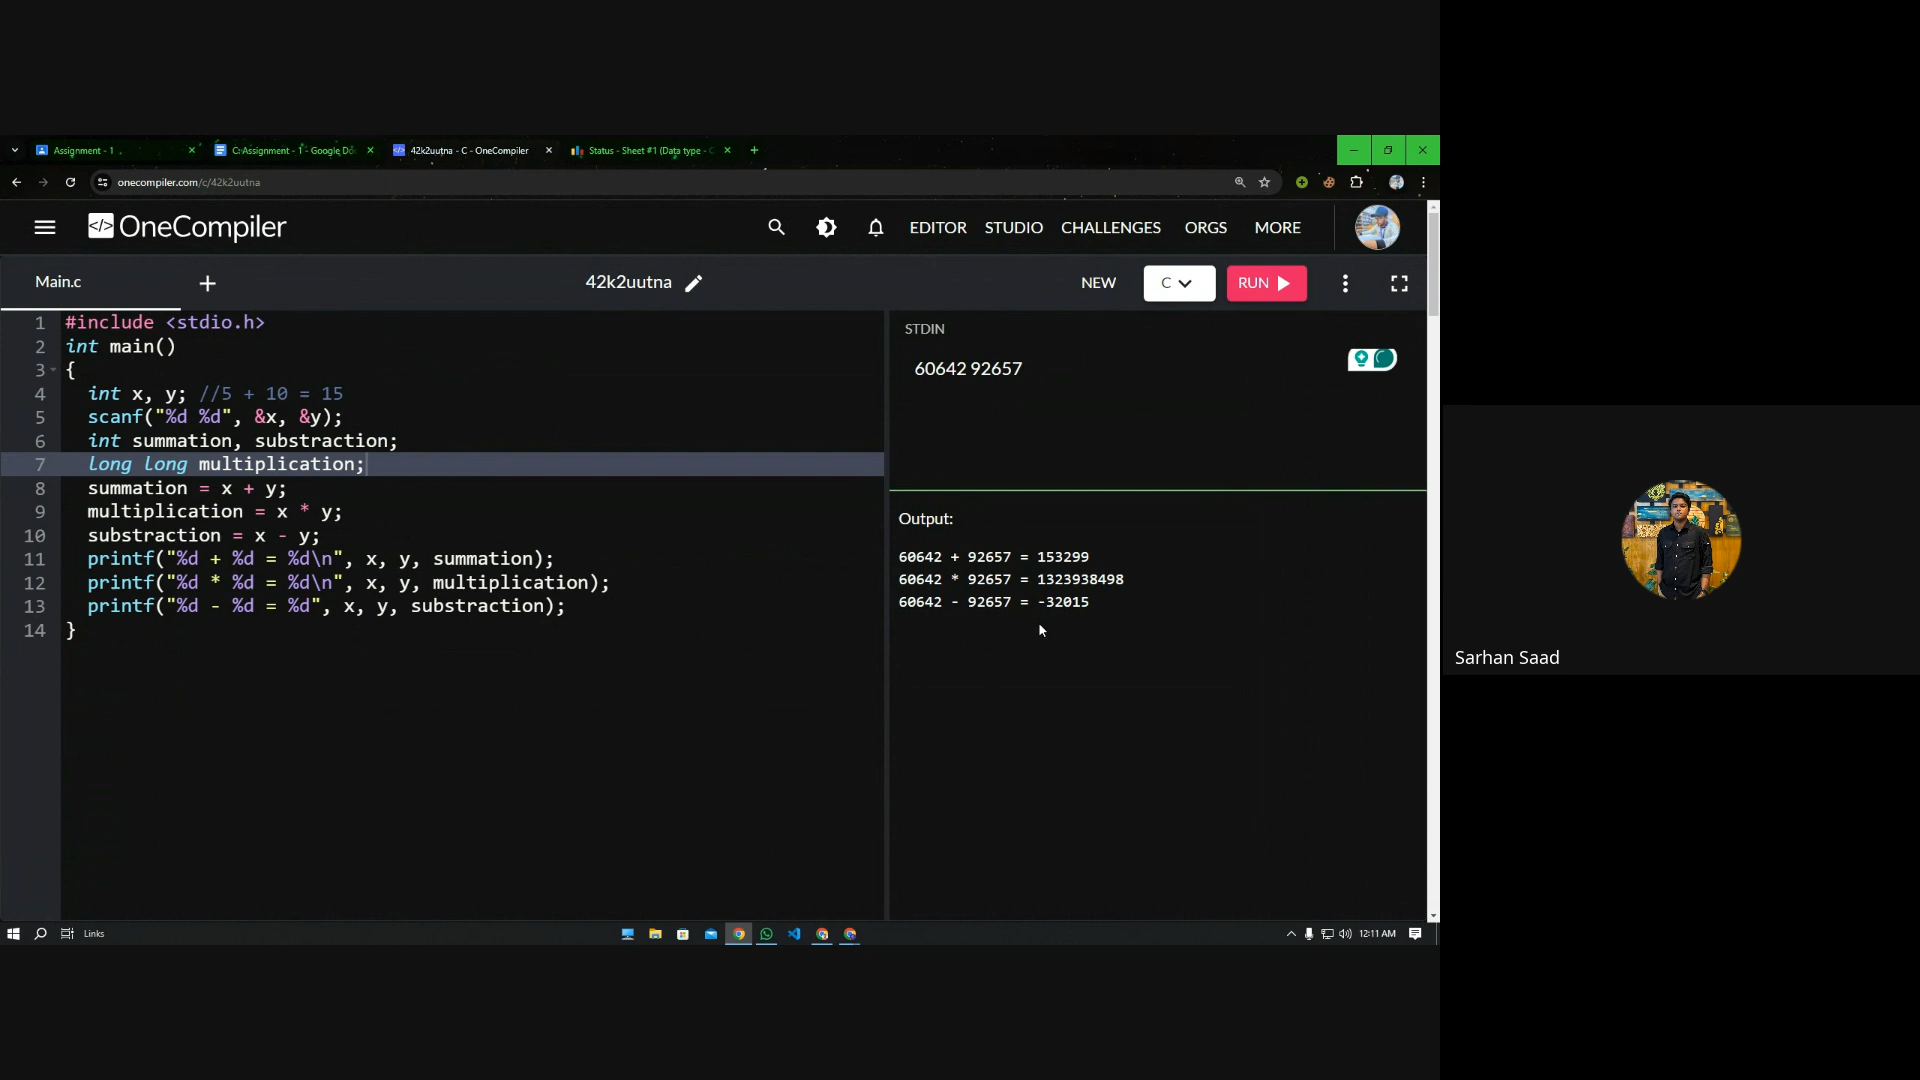 Assignment - 1
C:Assignment - 1 - Google Do
42k2uutna - C - OneCompiler
Status - Sheet #1 (Data type - C
onecompiler.com/c/42k2uutna
</> OneCompiler
EDITOR STUDIO CHALLENGES ORGS MORE
Main.c
42k2uutna
NEW C RUN
1 #include <stdio.h>
2 int main()
3 {
4 int x, y; //5 + 10 = 15
5 scanf("%d %d", &x, &y);
6 int summation, substraction;
7 long long multiplication;
8 summation = x + y;
9 multiplication = x * y;
10 substraction = x - y;
11 printf("%d + %d = %d\n", x, y, summation);
12 printf("%d * %d = %d\n", x, y, multiplication);
13 printf("%d - %d = %d", x, y, substraction);
14 }
STDIN
60642 92657
Output:
60642 + 92657 = 153299
60642 * 92657 = 1323938498
60642 - 92657 = -32015
Sarhan Saad
Links
12:11 AM